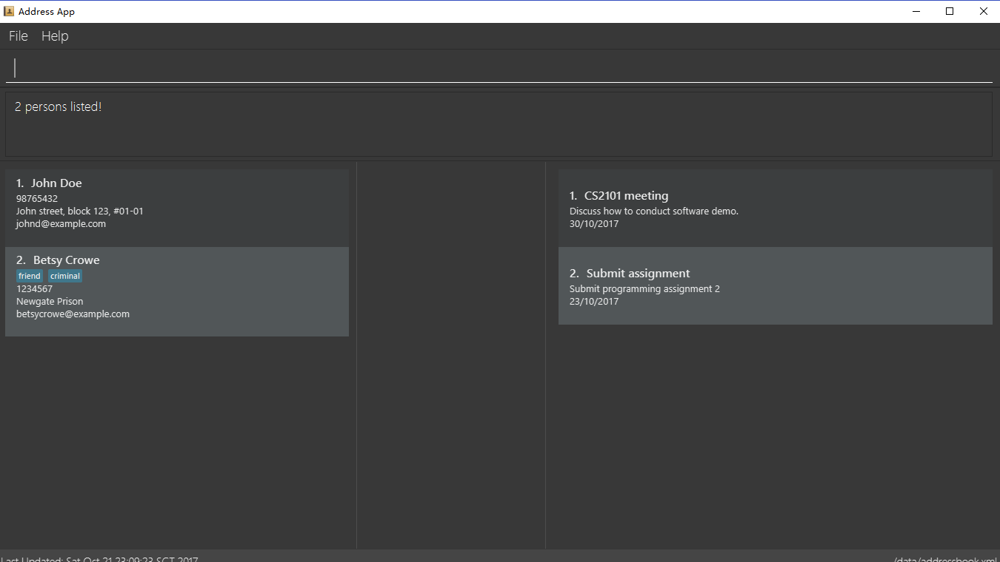 Address App
File Help
2 persons listed!
1. John Doe
98765432
John street, block 123, #01-01
johnd@example.com
2. Betsy Crowe
friend criminal
1234567
Newgate Prison
betsycrowe@example.com
1. CS2101 meeting
Discuss how to conduct software demo.
30/10/2017
2. Submit assignment
Submit programming assignment 2
23/10/2017
Last Updated: Sat Oct 21 23:09:23 SGT 2017
/data/addressbook.xml